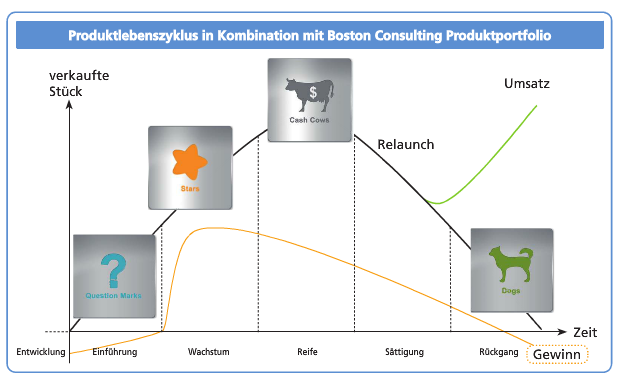 Produktlebenszyklus in Kombination mit Boston Consulting Produktportfolio
verkaufte
Stück
$
Cash Cows
Umsatz
Relaunch
Stars
?
Question Marks
Dogs
Zeit
Entwicklung
Einführung
Wachstum
Reife
Sättigung
Rückgang
Gewinn